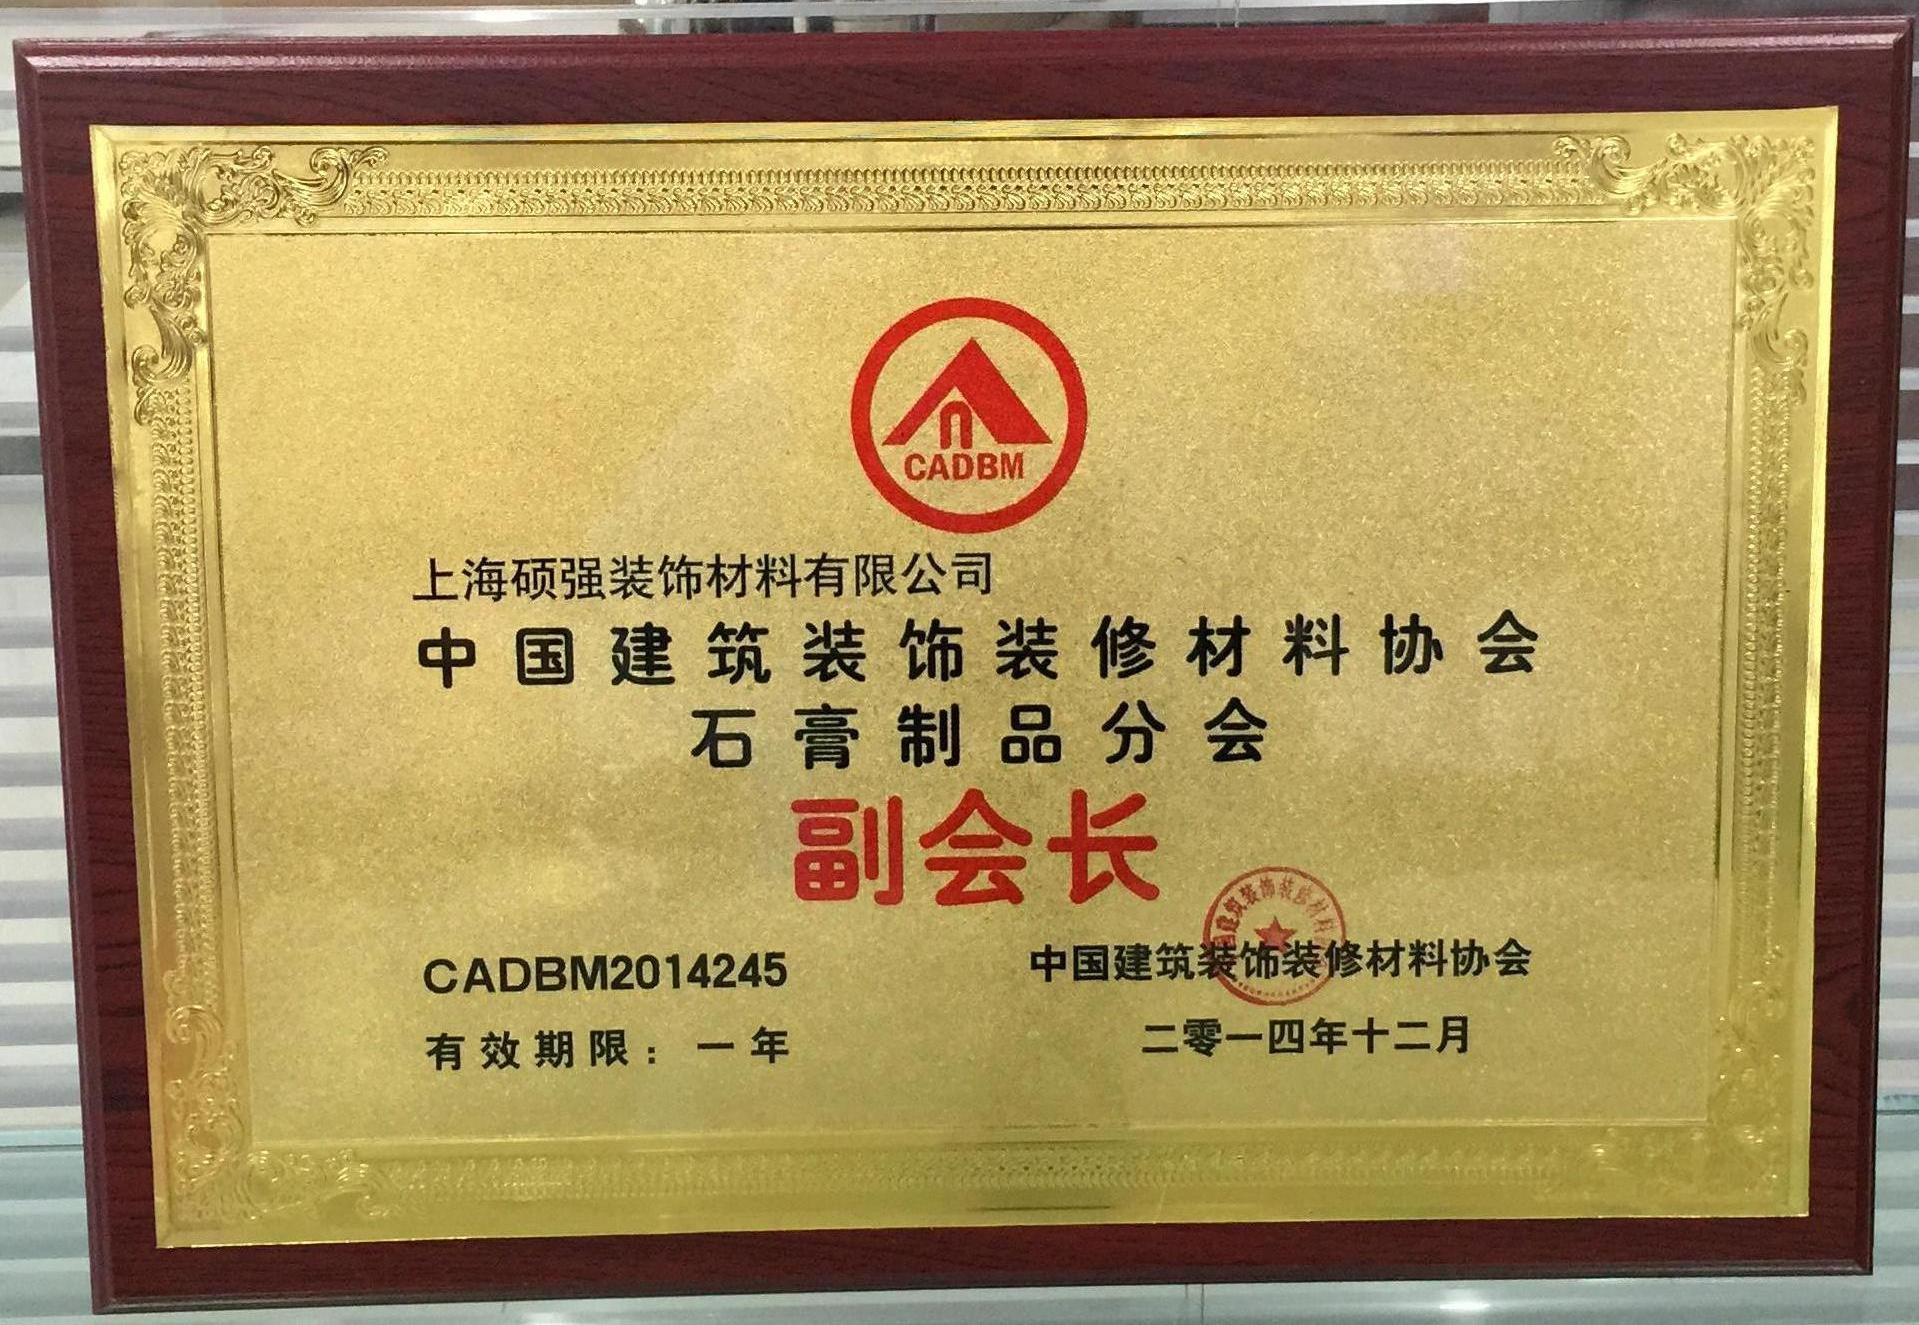 CADBM
上海硕强装饰材料有限公司
中国建筑装饰装修材料协会
石膏制品分会
副会长
CADBM2014245
中国建筑装饰装修材料协会
有效期限：一年
二零一四年十二月